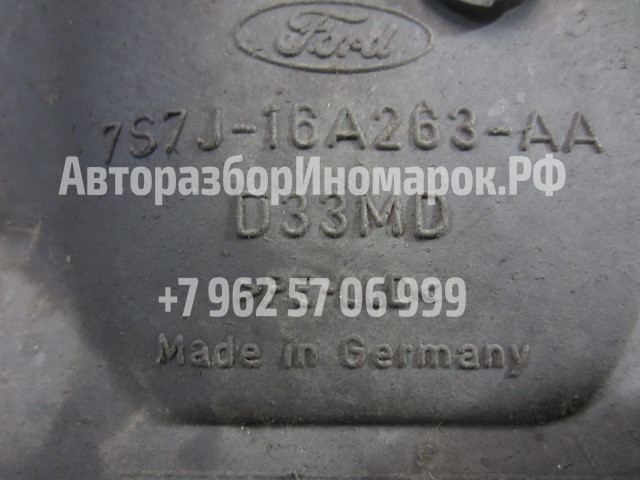 Ford
7S7J-16A263-AA
АвторазборИномарок.РФ
D33MD
+7 962 57 06 999
Made in Germany